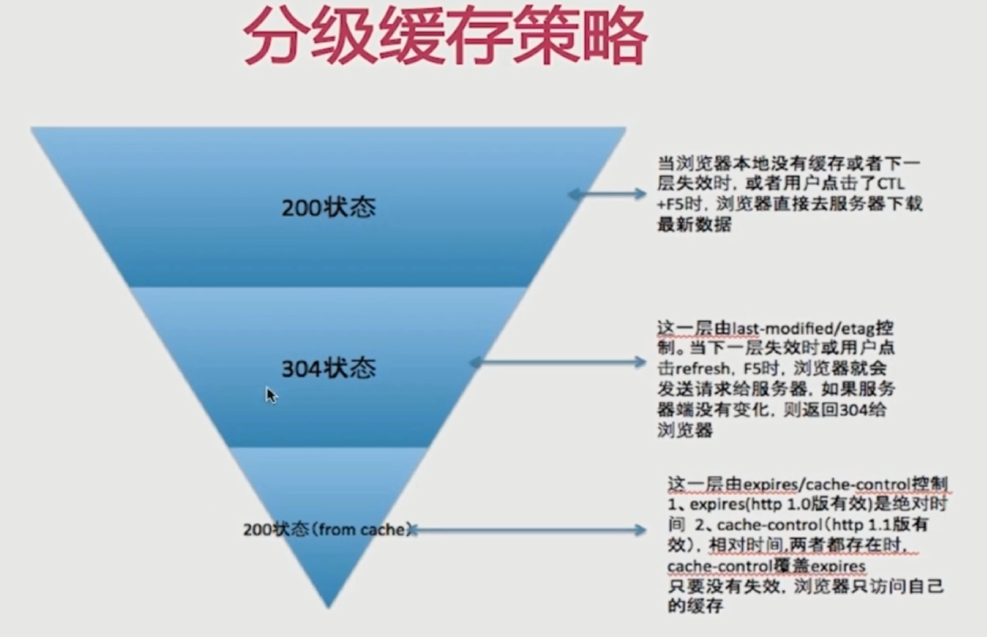 分级缓存策略
200状态
当浏览器本地没有缓存或者下一
层失效时，或者用户点击了CTL
+F5时，浏览器直接去服务器下载
最新数据
304状态
这一层由last-modified/etag控
制。当下一层失效时或用户点
击refresh，F5时，浏览器就会
发送请求给服务器，如果服务
器端没有变化，则返回304给
浏览器
200状态（from cache）
这一层由expires/cache-control控制
1、expires(http 1.0版有效)是绝对时
间 2、cache-control（http 1.1版有
效），相对时间,两者都存在时，
cache-control覆盖expires
只要没有失效，浏览器只访问自己
的缓存